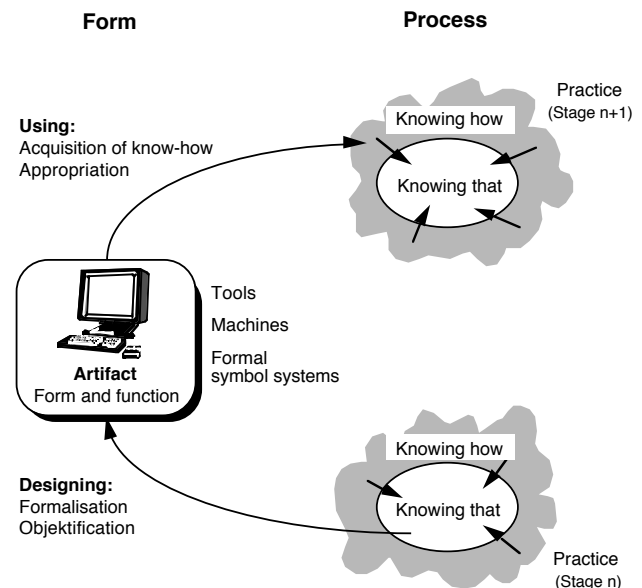 Form
Process
Practice
(Stage n+1)
Knowing how
Using:
Acquisition of know-how
Appropriation
Knowing that
Tools
Machines
Formal
symbol systems
Artifact
Form and function
Knowing how
Designing:
Formalisation
Objektification
Knowing that
Practice
(Stage n)